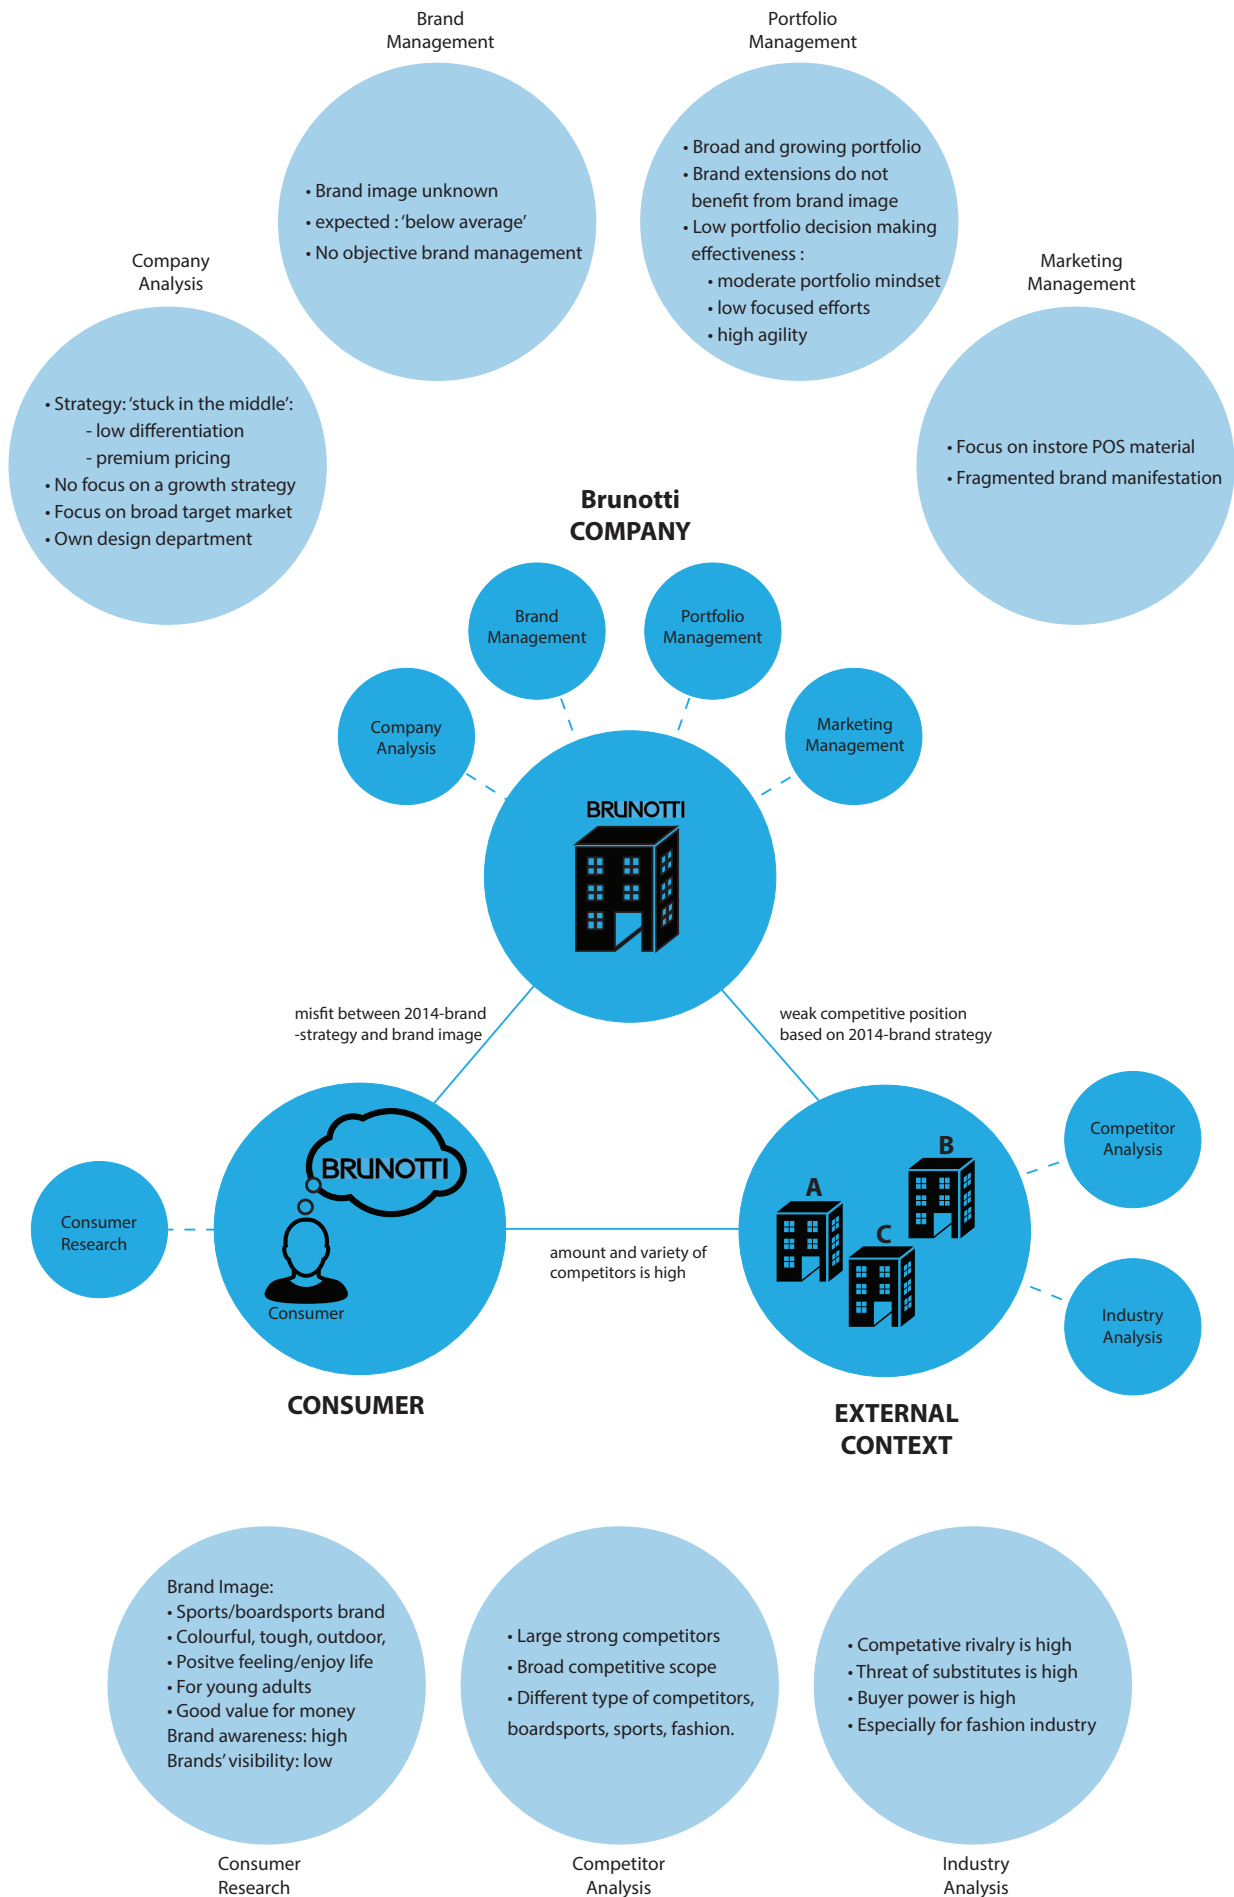 Brand
Management
Portfolio
Management
• Brand image unknown
• expected : ‘below average’
• No objective brand management
• Broad and growing portfolio
• Brand extensions do not
benefit from brand image
• Low portfolio decision making
effectiveness :
• moderate portfolio mindset
• low focused efforts
• high agility
Company
Analysis
Marketing
Management
• Strategy: ‘stuck in the middle’:
- low differentiation
- premium pricing
• No focus on a growth strategy
• Focus on broad target market
• Own design department
• Focus on instore POS material
• Fragmented brand manifestation
Brunotti
COMPANY
Brand
Management
Portfolio
Management
Company
Analysis
Marketing
Management
BRUNOTTI
misfit between 2014-brand
-strategy and brand image
weak competitive position
based on 2014-brand strategy
Consumer
Research
BRUNOTTI
Consumer
amount and variety of
competitors is high
A
B
C
Competitor
Analysis
Industry
Analysis
CONSUMER
EXTERNAL
CONTEXT
Brand Image:
• Sports/boardsports brand
• Colourful, tough, outdoor,
• Positve feeling/enjoy life
• For young adults
• Good value for money
Brand awareness: high
Brands’ visibility: low
• Large strong competitors
• Broad competitive scope
• Different type of competitors,
boardsports, sports, fashion.
• Competative rivalry is high
• Threat of substitutes is high
• Buyer power is high
• Especially for fashion industry
Consumer
Research
Competitor
Analysis
Industry
Analysis